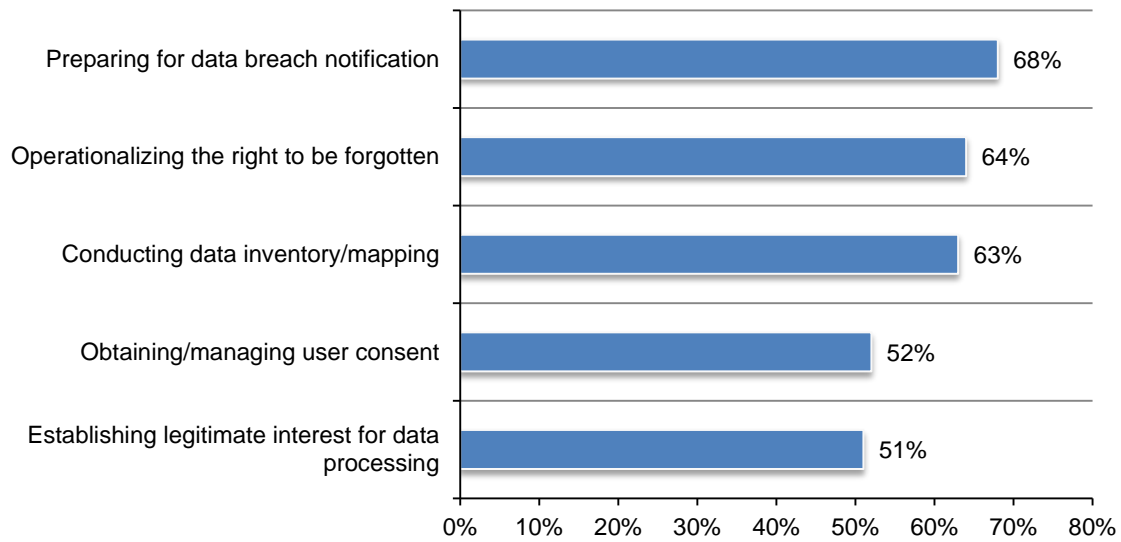 Preparing for data breach notification
68%
Operationalizing the right to be forgotten
64%
Conducting data inventory/mapping
63%
Obtaining/managing user consent
52%
Establishing legitimate interest for data
processing
51%
0% 10% 20% 30% 40% 50% 60% 70% 80%